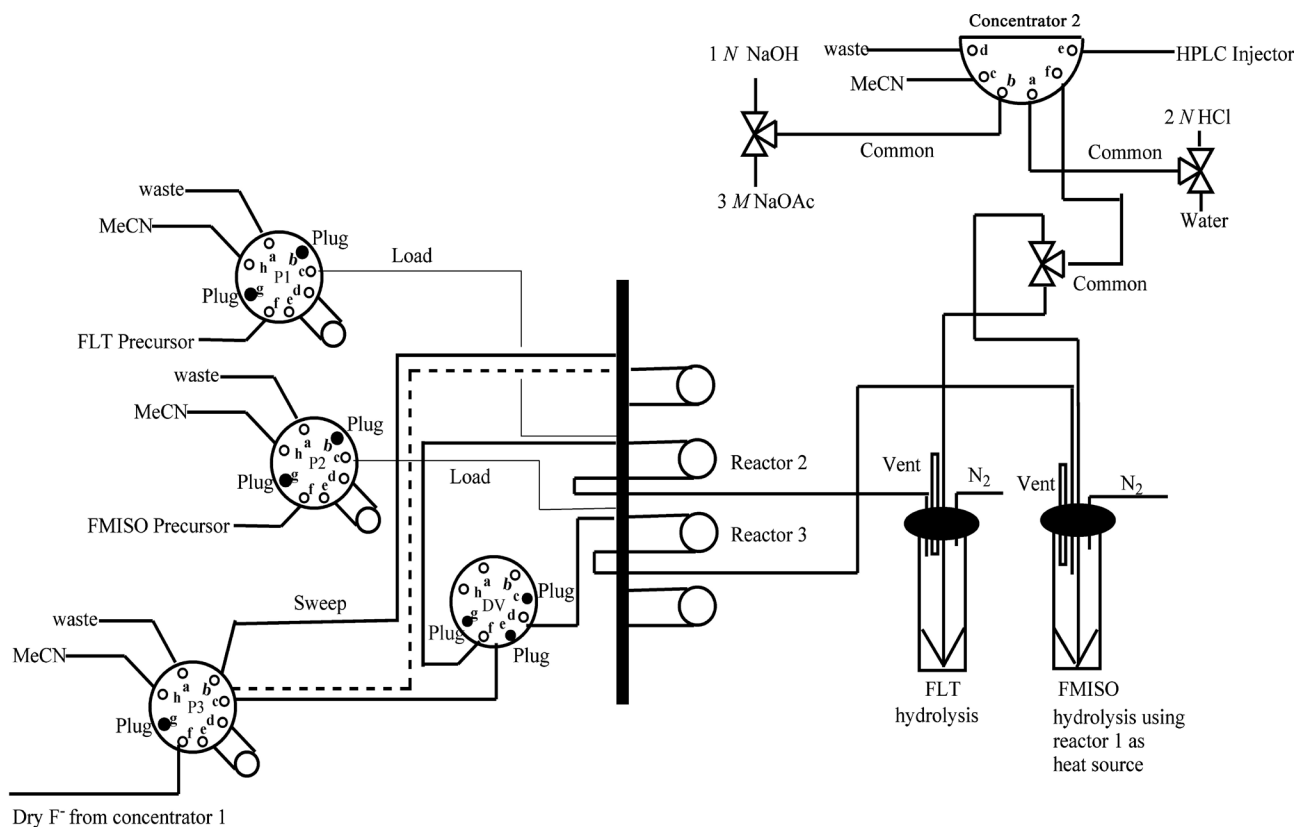 Concentrator 2
waste
d
e
HPLC Injector
1 N NaOH
MeCN
c
b
a
f
2 N HCl
Common
Common
3 M NaOAc
Water
Common
waste
MeCN
Plug
a
b
h
P1
c
Plug
g
d
f
e
Load
FLT Precursor
waste
MeCN
Plug
a
b
h
P2
c
Plug
g
d
f
e
Load
FMISO Precursor
Reactor 2
Reactor 3
Vent
N2
Vent
N2
a
b
h
c
Plug
DV
g
d
Plug
f
e
Plug
Sweep
waste
MeCN
a
b
h
c
P3
Plug
g
d
f
e
Dry F- from concentrator 1
FLT
hydrolysis
FMISO
hydrolysis using
reactor 1 as
heat source